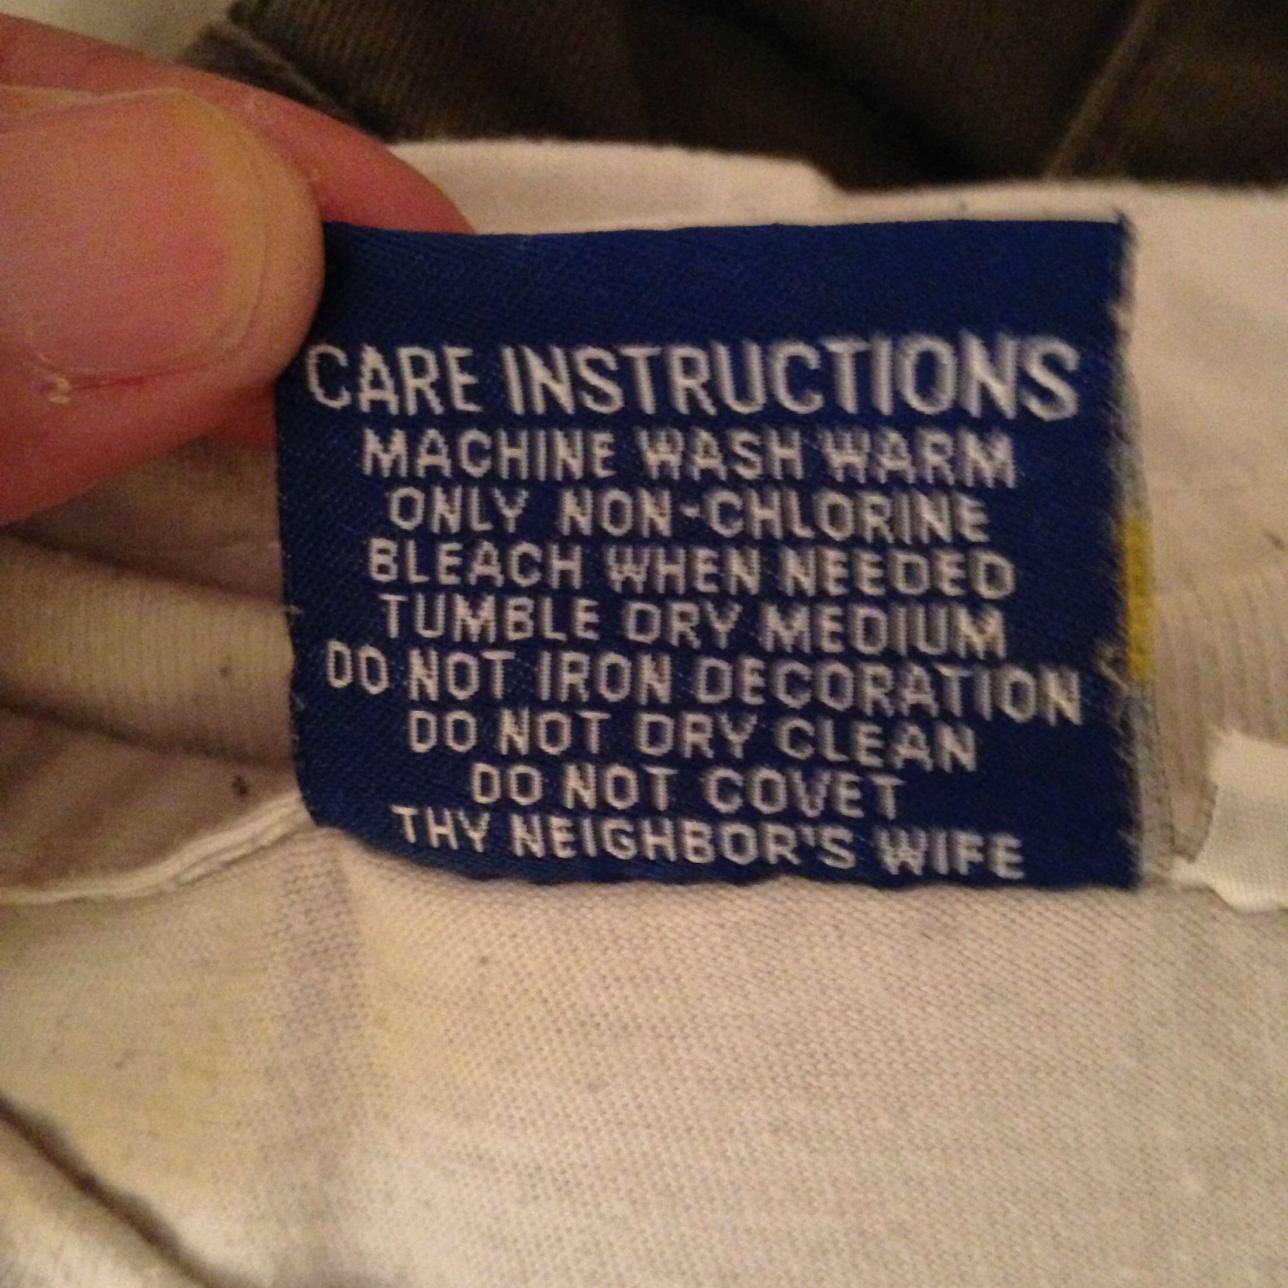 CARE INSTRUCTIONS
MACHINE WASH WARM
ONLY NON-CHLORINE
BLEACH WHEN NEEDED
TUMBLE DRY MEDIUM
DO NOT IRON DECORATION
DO NOT DRY CLEAN
DO NOT COVET
THY NEIGHBOR'S WIFE